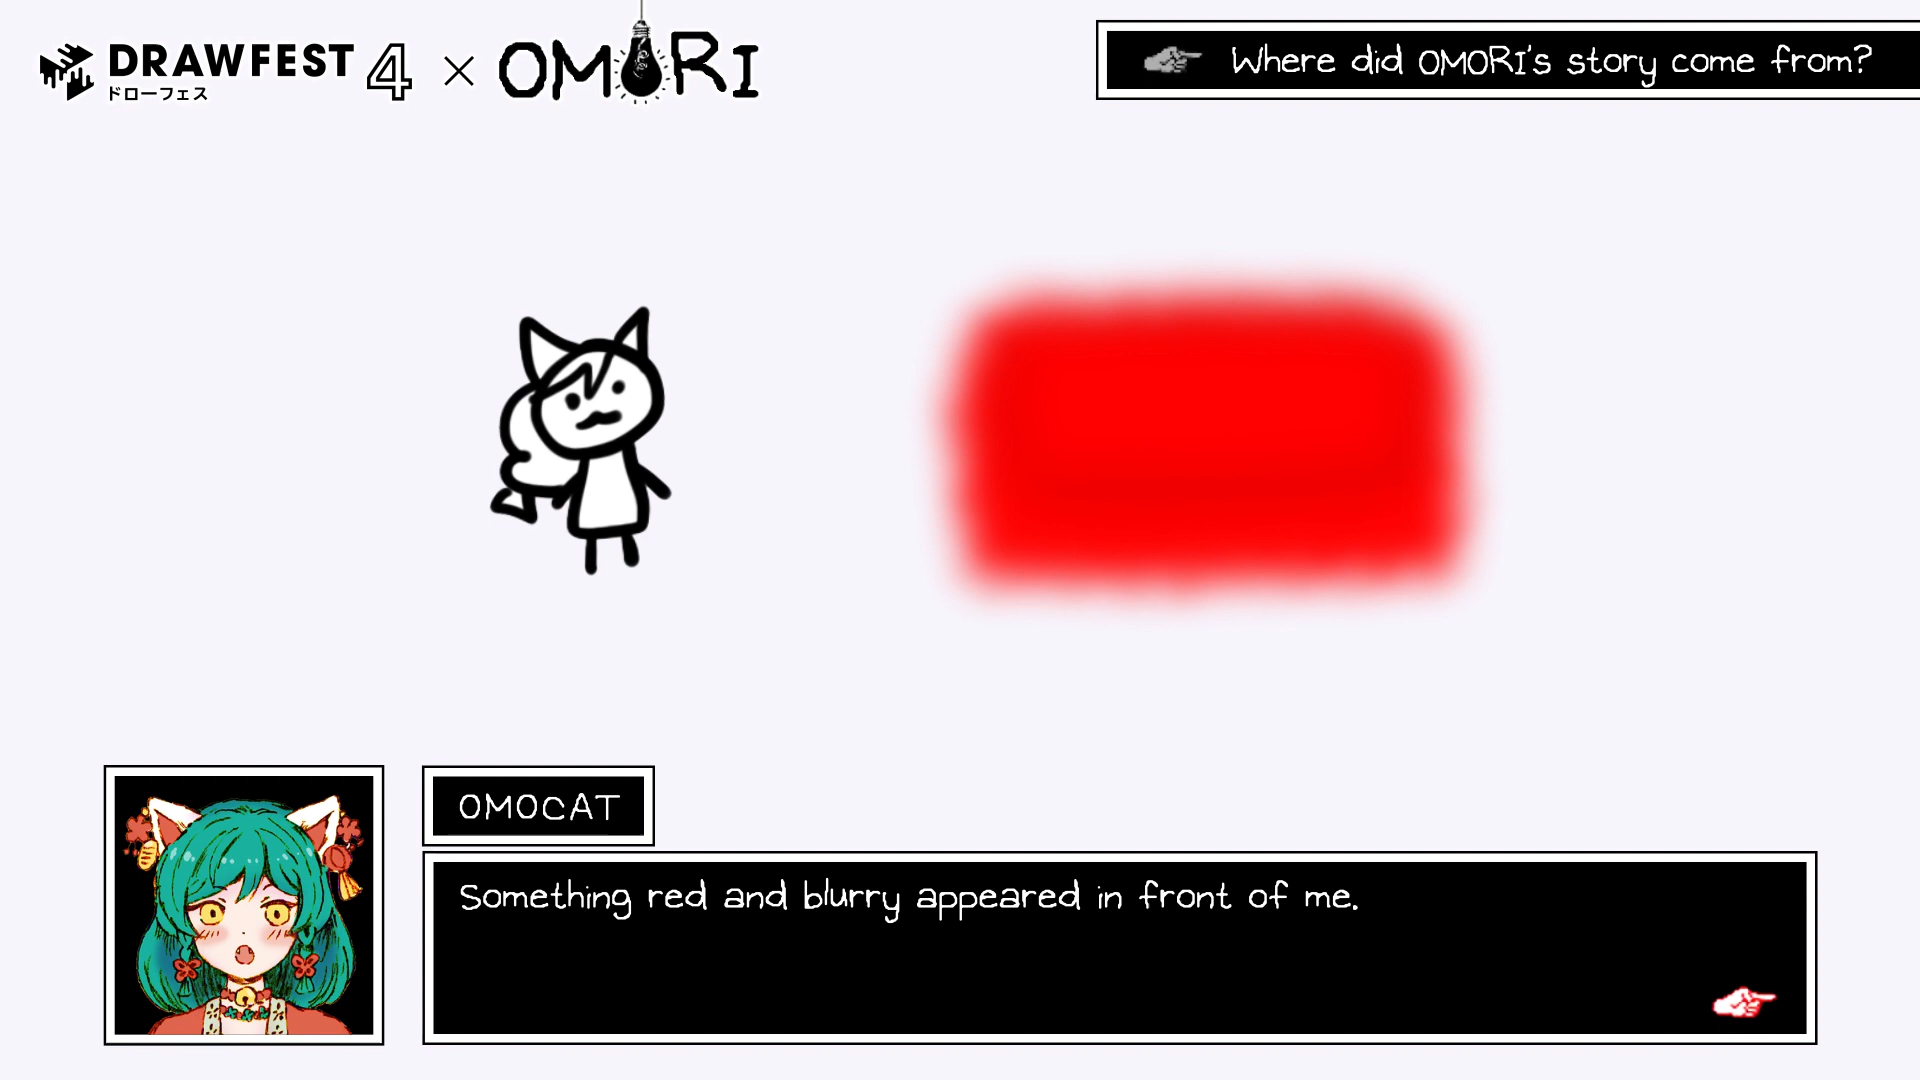 DRAWFEST 4 × OMORI
ドローフェス
Where did OMORI's story come from?
OMOCAT
Something red and blurry appeared in front of me.